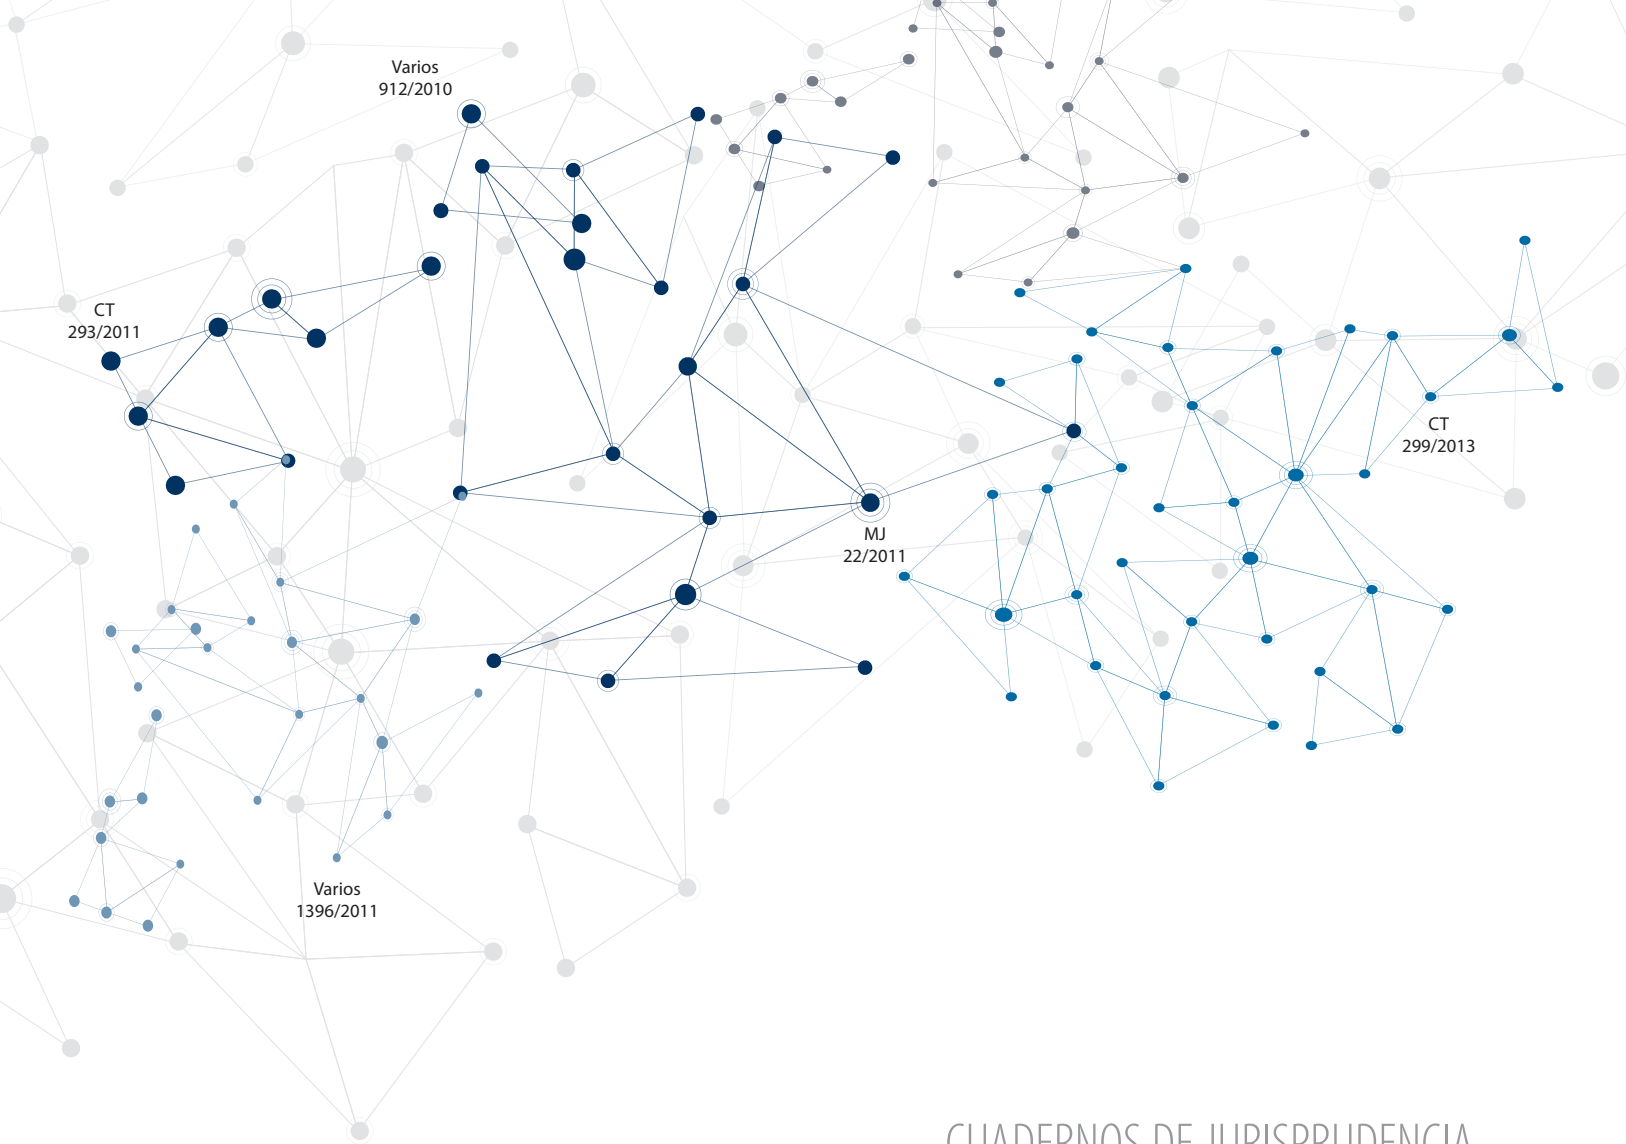 Varios
912/2010
CT
293/2011
CT
299/2013
MJ
22/2011
Varios
1396/2011
CUADERNOS DE JURISPRUDENCIA